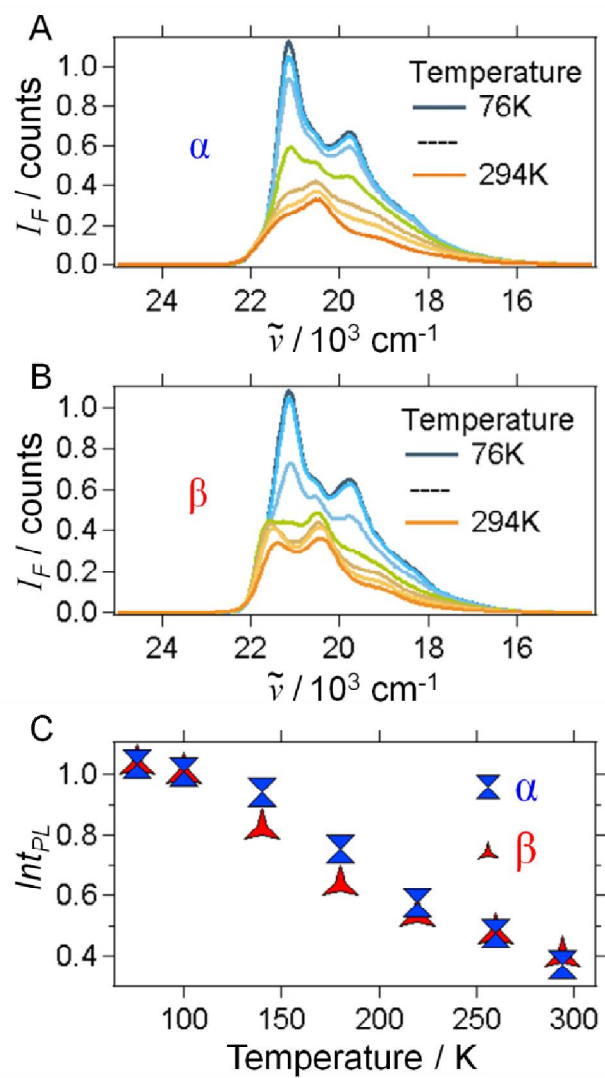 A
1.0
0.8
0.6
0.4
0.2
0.0
I_F / counts
α
Temperature
76K
----
294K
24 22 20 18 16
ṽ / 10³ cm⁻¹
B
1.0
0.8
0.6
0.4
0.2
0.0
I_F / counts
β
Temperature
76K
----
294K
24 22 20 18 16
ṽ / 10³ cm⁻¹
C
1.0
0.8
0.6
0.4
Int_PL
α
β
100 150 200 250 300
Temperature / K